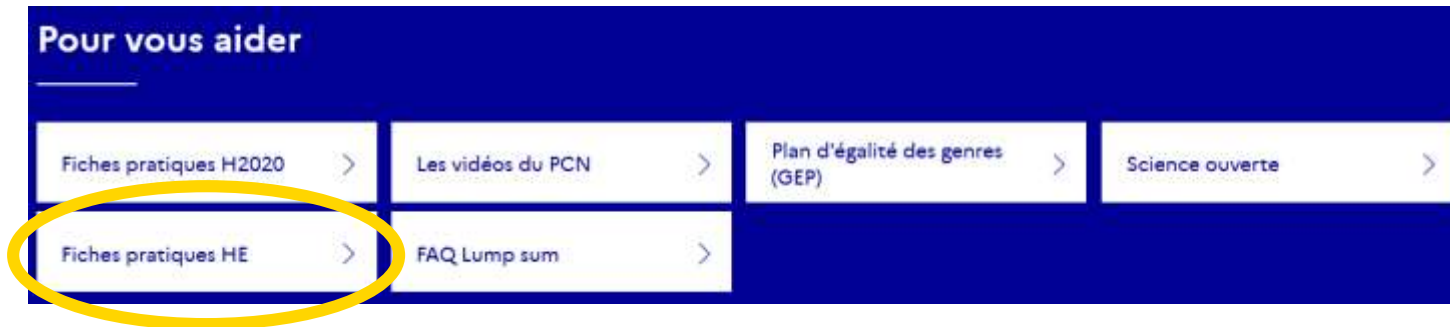 Pour vous aider
Fiches pratiques H2020
Les vidéos du PCN
Plan d'égalité des genres
(GEP)
Science ouverte
Fiches pratiques HE
FAQ Lump sum